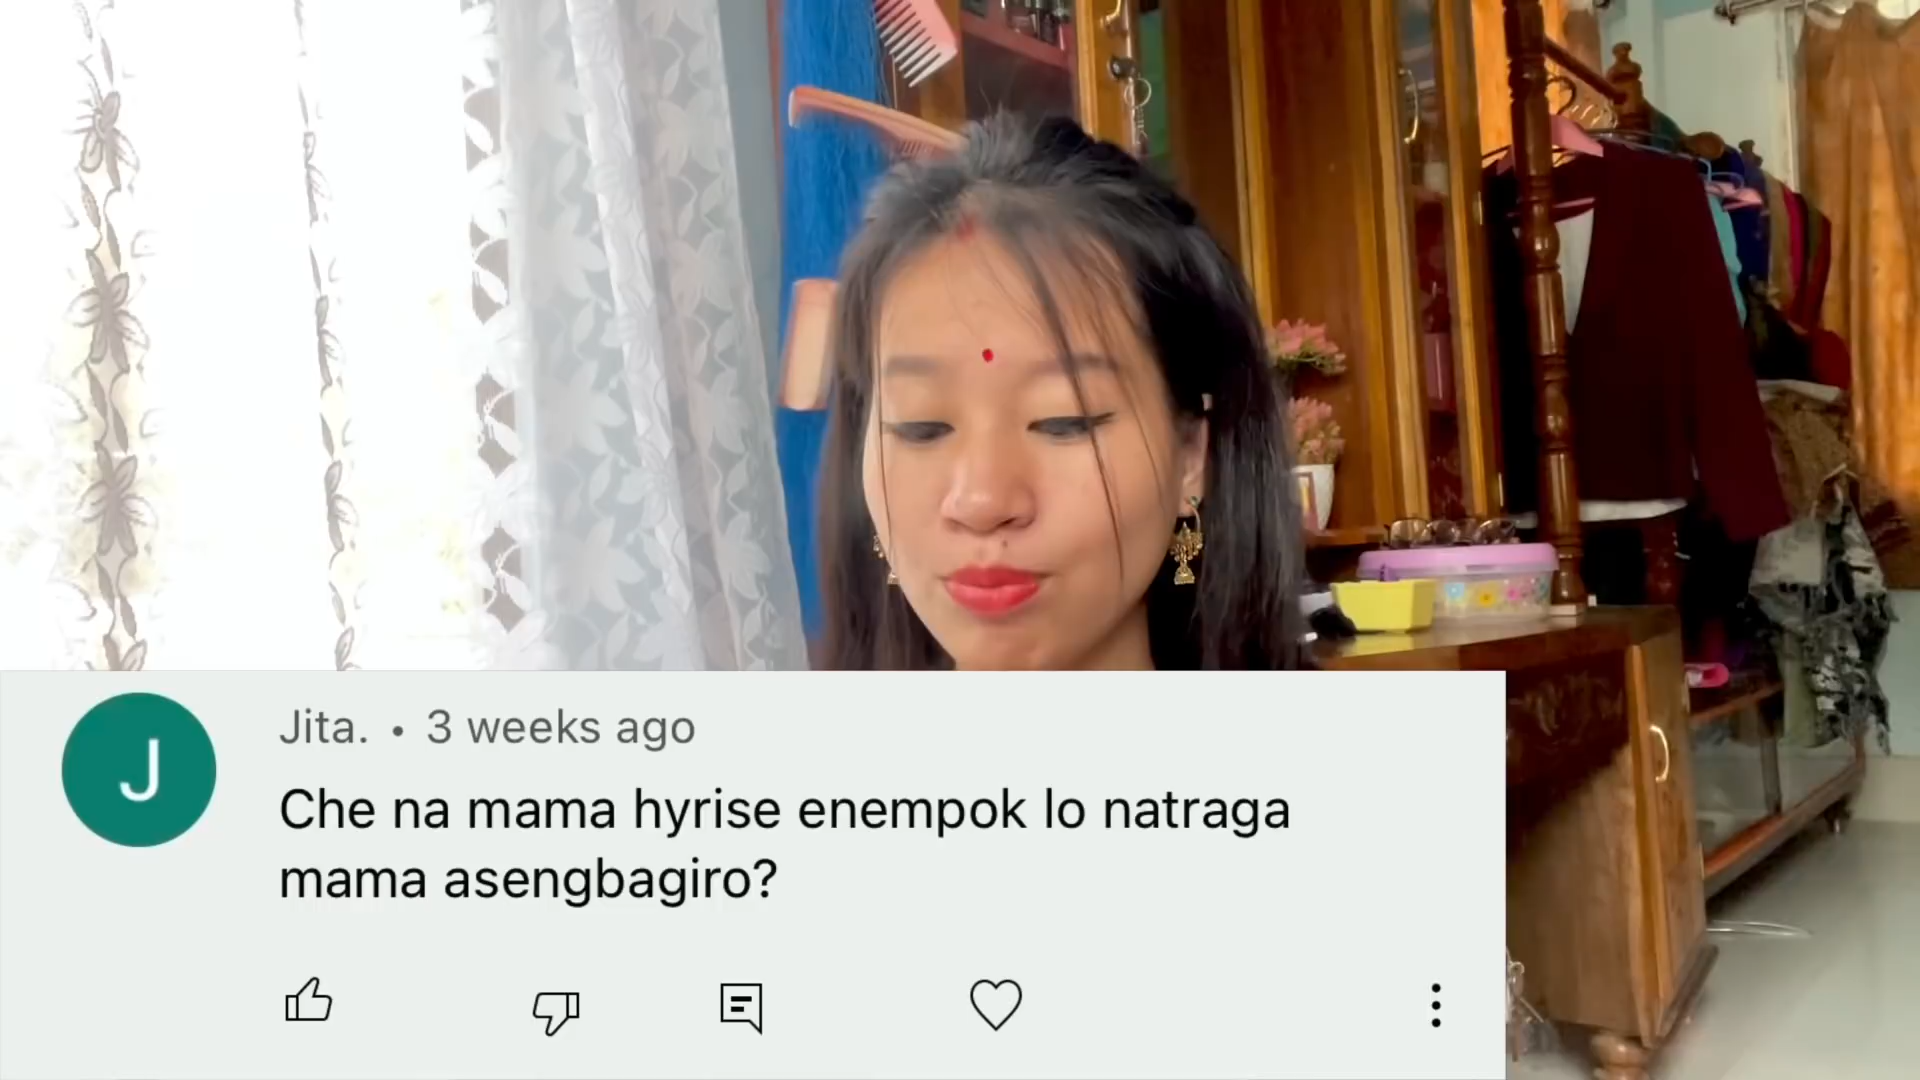 J
Jita. • 3 weeks ago
Che na mama hyrise enempok lo natraga
mama asengbagiro?